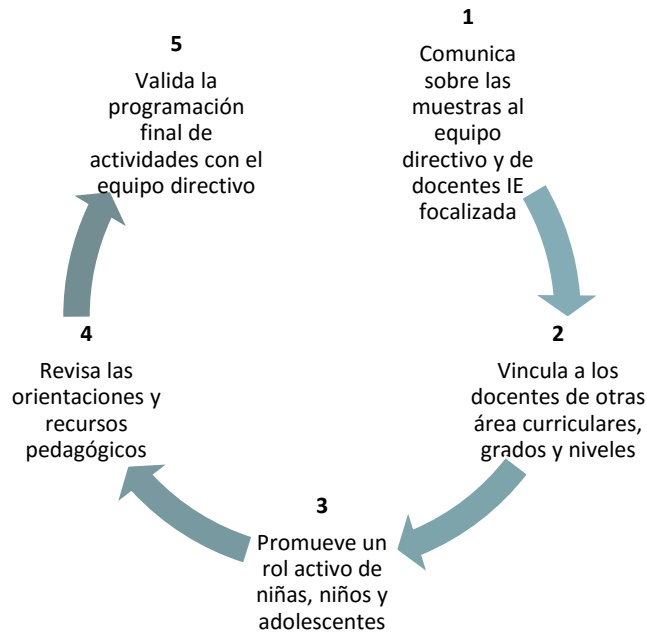 1
Comunica
sobre las
muestras al
equipo
directivo y de
docentes IE
focalizada
2
Vincula a los
docentes de otras
área curriculares,
grados y niveles
3
Promueve un
rol activo de
niñas, niños y
adolescentes
4
Revisa las
orientaciones y
recursos
pedagógicos
5
Valida la
programación
final de
actividades con el
equipo directivo